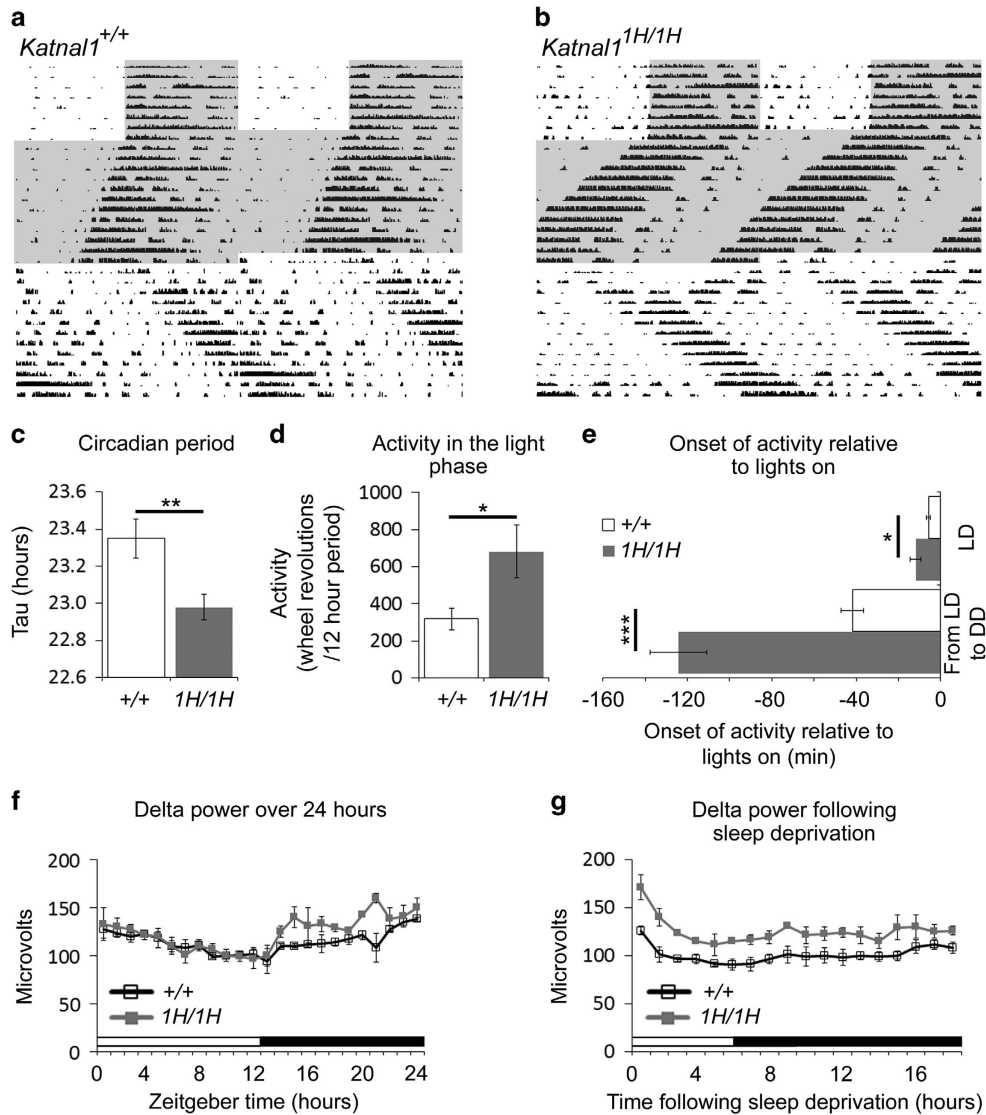 a
Katnal1+/+
b
Katnal11H/1H
c
Circadian period
Tau (hours)
23.6
23.4
23.2
23.0
22.8
22.6
**
+/+
1H/1H
d
Activity in the light
phase
Activity
(wheel revolutions
/12 hour period)
1000
800
600
400
200
0
*
+/+
1H/1H
e
Onset of activity relative
to lights on
+/+
1H/1H
*
***
LD
From LD
to DD
-160
-120
-80
-40
0
Onset of activity relative to
lights on (min)
f
Delta power over 24 hours
Microvolts
200
150
100
50
0
+/+
1H/1H
0 4 8 12 16 20 24
Zeitgeber time (hours)
g
Delta power following
sleep deprivation
Microvolts
200
150
100
50
0
+/+
1H/1H
0 4 8 12 16
Time following sleep deprivation (hours)